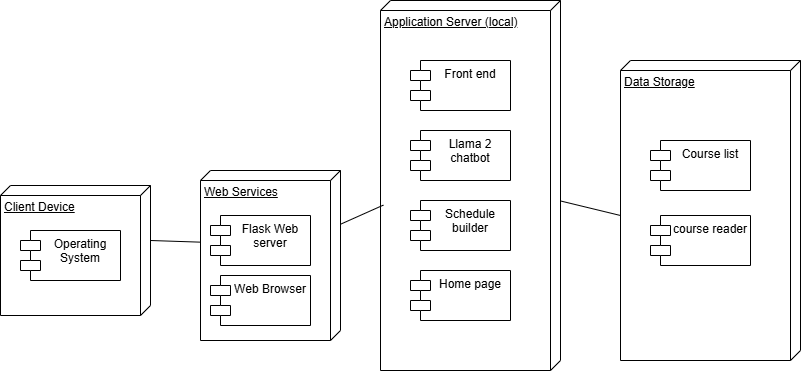 Client Device
Operating
System
Web Services
Flask Web
server
Web Browser
Application Server (local)
Front end
Llama 2
chatbot
Schedule
builder
Home page
Data Storage
Course list
course reader